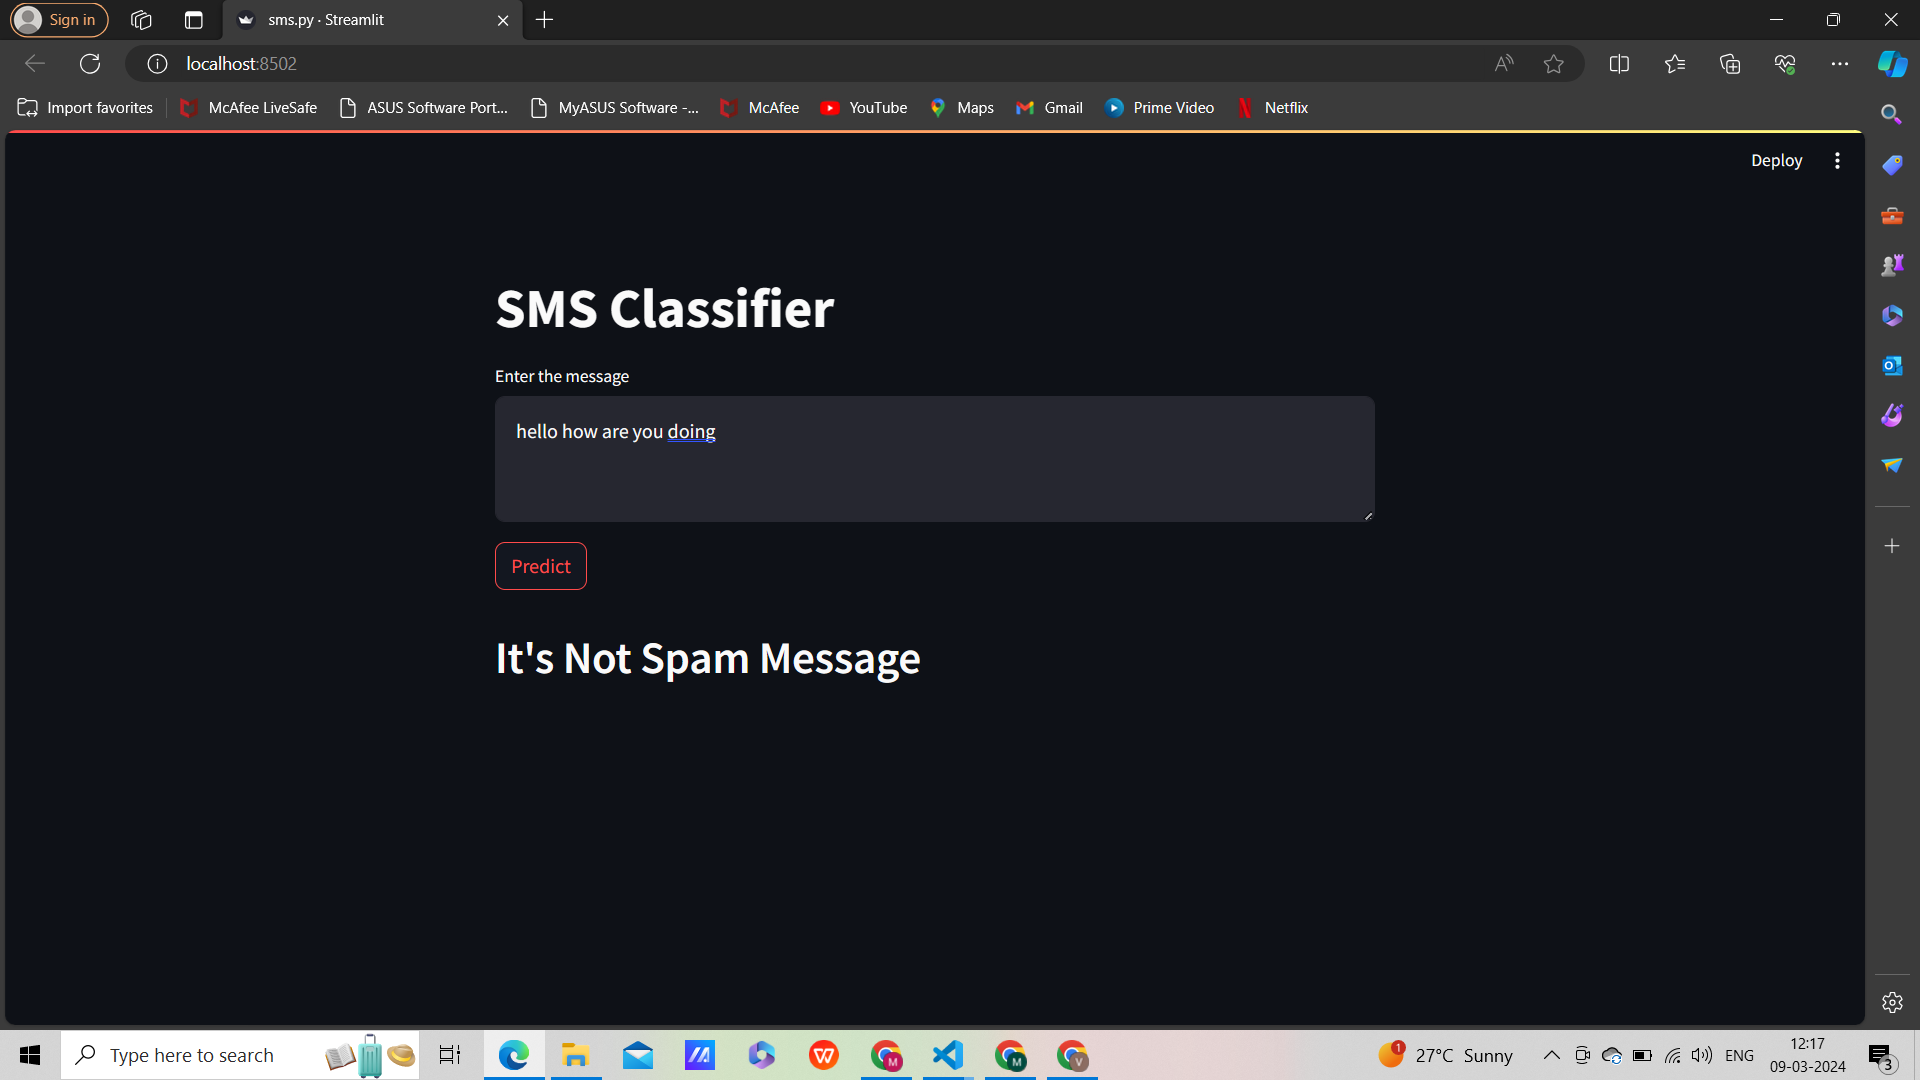 Sign in
sms.py · Streamlit
localhost:8502
Import favorites
McAfee LiveSafe
ASUS Software Port...
MyASUS Software -...
McAfee
YouTube
Maps
Gmail
Prime Video
Netflix
Deploy
SMS Classifier
Enter the message
hello how are you doing
Predict
It's Not Spam Message
Type here to search
M
M
V
1
27°C Sunny
ENG
12:17
09-03-2024
3